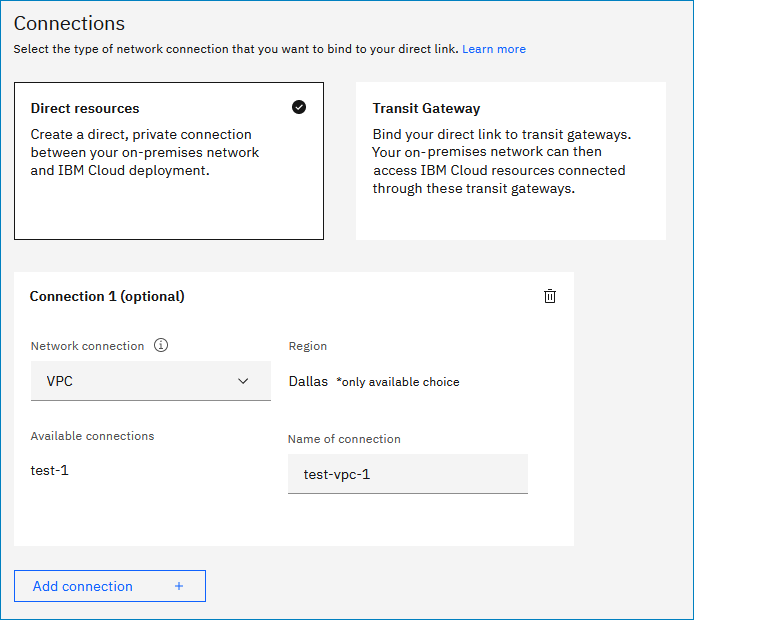 Connections
Select the type of network connection that you want to bind to your direct link. Learn more
Direct resources
Create a direct, private connection
between your on-premises network
and IBM Cloud deployment.
Transit Gateway
Bind your direct link to transit gateways.
Your on-premises network can then
access IBM Cloud resources connected
through these transit gateways.
Connection 1 (optional)
Network connection
VPC
Region
Dallas *only available choice
Available connections
test-1
Name of connection
test-vpc-1
Add connection +